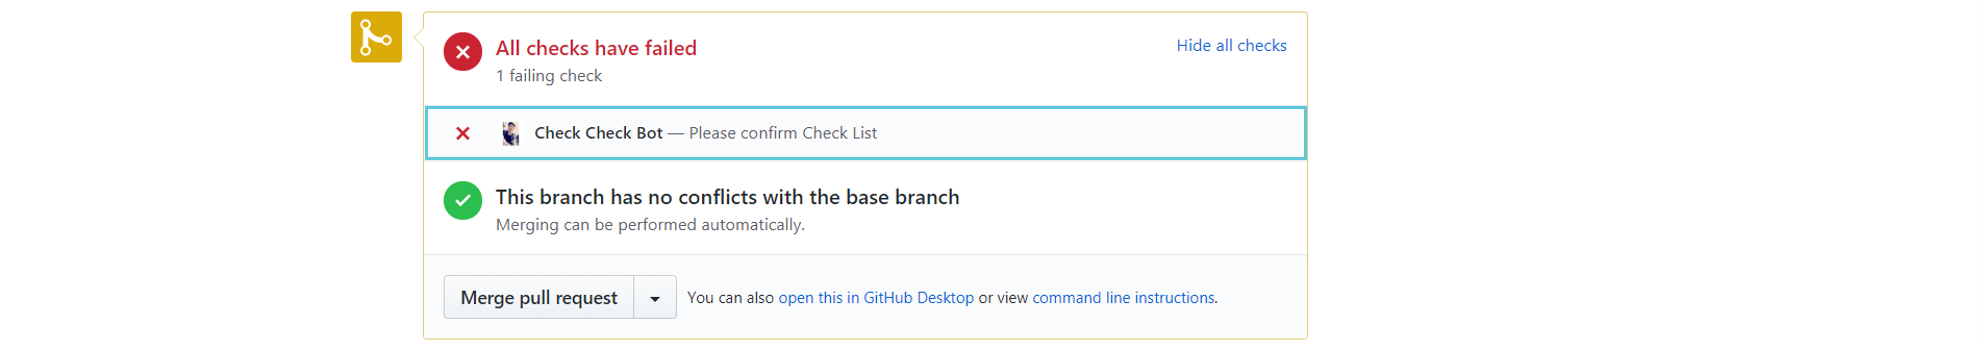 All checks have failed
Hide all checks
1 failing check
Check Check Bot — Please confirm Check List
This branch has no conflicts with the base branch
Merging can be performed automatically.
Merge pull request
You can also open this in GitHub Desktop or view command line instructions.